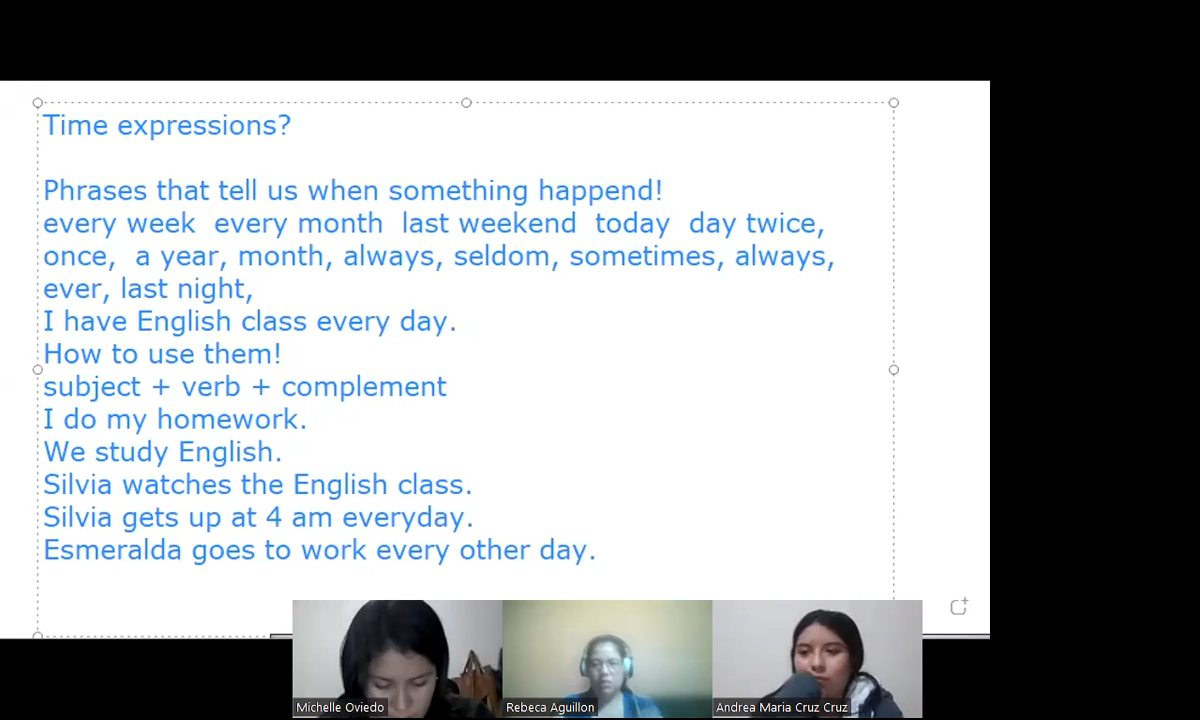 Time expressions?
Phrases that tell us when something happend!
every week every month last weekend today day twice,
once, a year, month, always, seldom, sometimes, always,
ever, last night,
I have English class every day.
How to use them!
subject + verb + complement
I do my homework.
We study English.
Silvia watches the English class.
Silvia gets up at 4 am everyday.
Esmeralda goes to work every other day.
Michelle Oviedo
Rebeca Aguillon
Andrea Maria Cruz Cruz